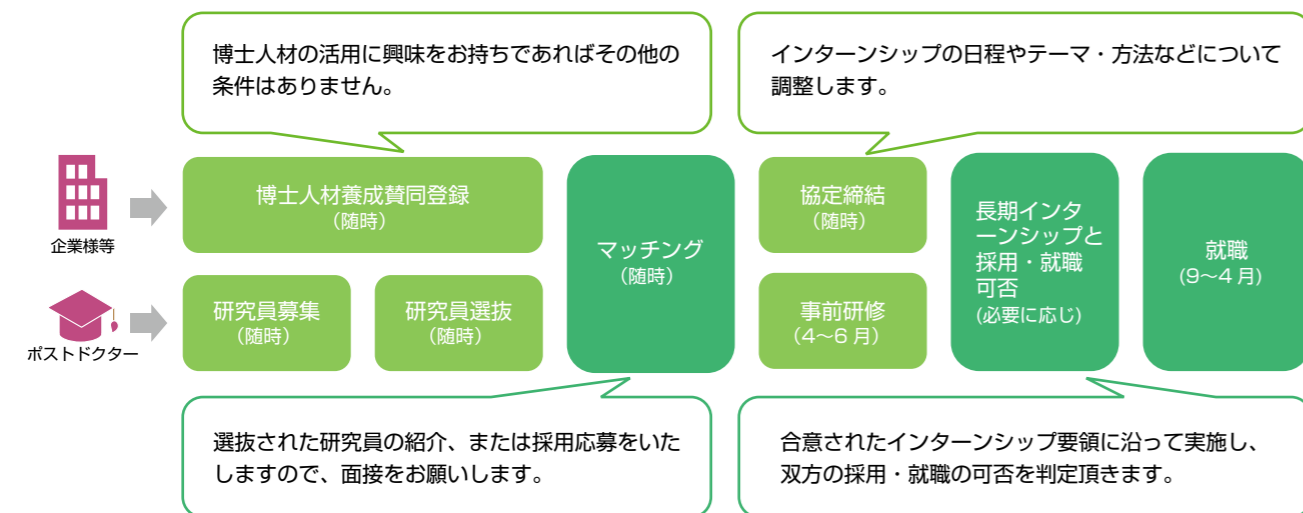 博士人材の活用に興味をお持ちであればその他の
条件はありません。
インターンシップの日程やテーマ・方法などについて
調整します。
企業様等
博士人材養成賛同登録
(随時)
マッチング
(随時)
協定締結
(随時)
長期インタ
ーンシップと
採用・就職
可否
(必要に応じ)
就職
(9〜4月)
ポストドクター
研究員募集
(随時)
研究員選抜
(随時)
事前研修
(4〜6月)
選抜された研究員の紹介、または採用応募をいた
しますので、面接をお願いします。
合意されたインターンシップ要領に沿って実施し、
双方の採用・就職の可否を判定頂きます。